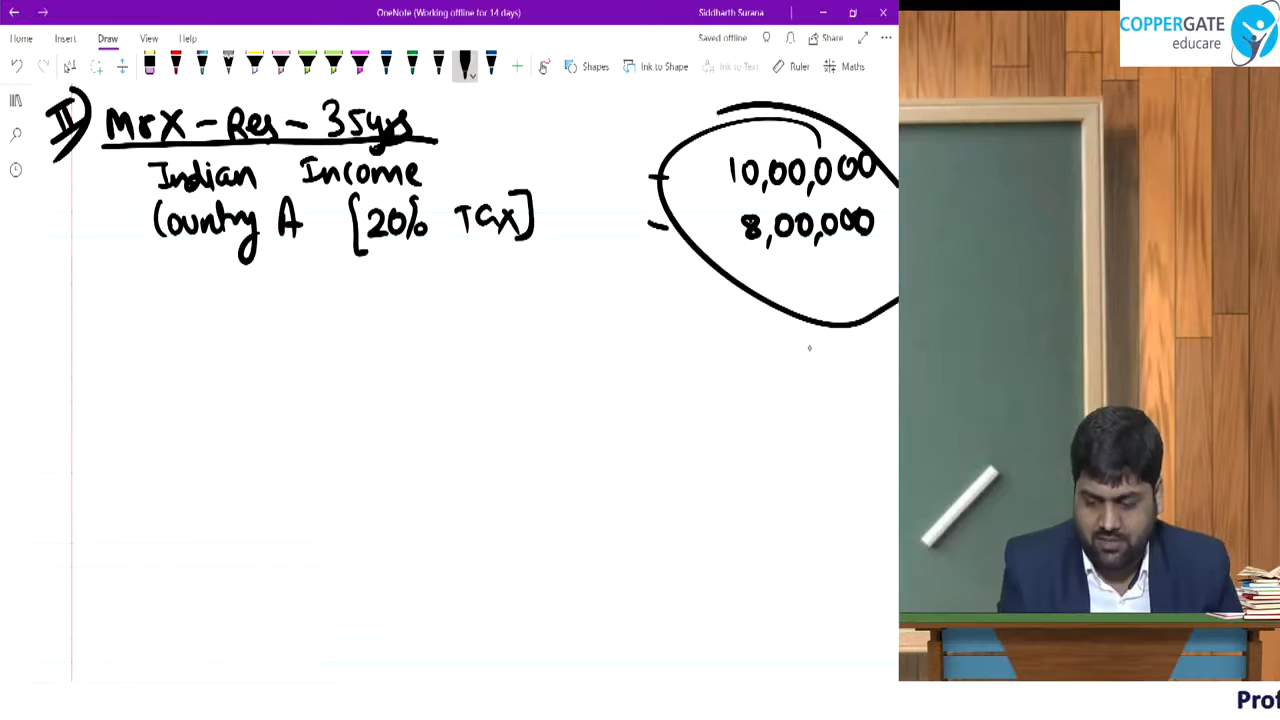 OneNote (Working offline for 14 days)
Siddharth Surana
Home Insert Draw View Help
Saved offline
Share
Shapes
Ink to Shape
Ink to Text
Ruler
Maths
COPPERGATE
educare
II) Mr X - Res - 35yrs
Indian Income - 10,00,000
Country A [20% Tax] - 8,00,000
Prof